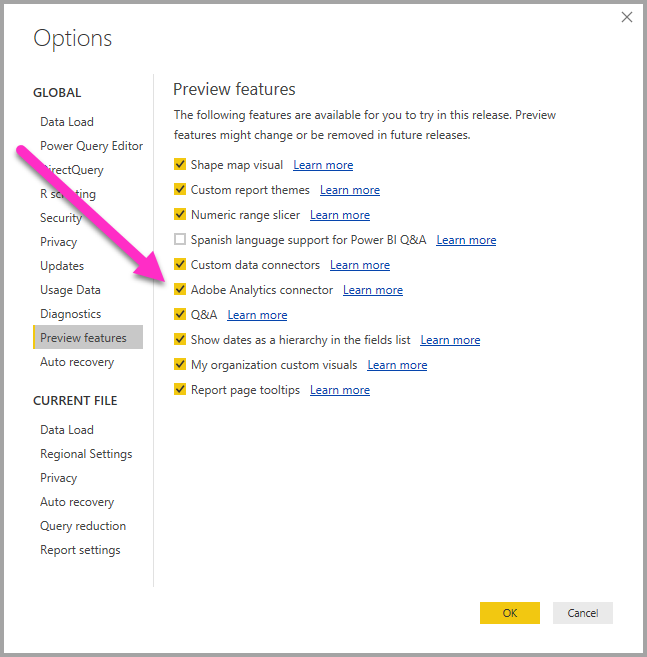 Options
GLOBAL
Data Load
Power Query Editor
DirectQuery
R scripting
Security
Privacy
Updates
Usage Data
Diagnostics
Preview features
Auto recovery
CURRENT FILE
Data Load
Regional Settings
Privacy
Auto recovery
Query reduction
Report settings
Preview features
The following features are available for you to try in this release. Preview
features might change or be removed in future releases.
Shape map visual Learn more
Custom report themes Learn more
Numeric range slicer Learn more
Spanish language support for Power BI Q&A Learn more
Custom data connectors Learn more
Adobe Analytics connector Learn more
Q&A Learn more
Show dates as a hierarchy in the fields list Learn more
My organization custom visuals Learn more
Report page tooltips Learn more
OK Cancel